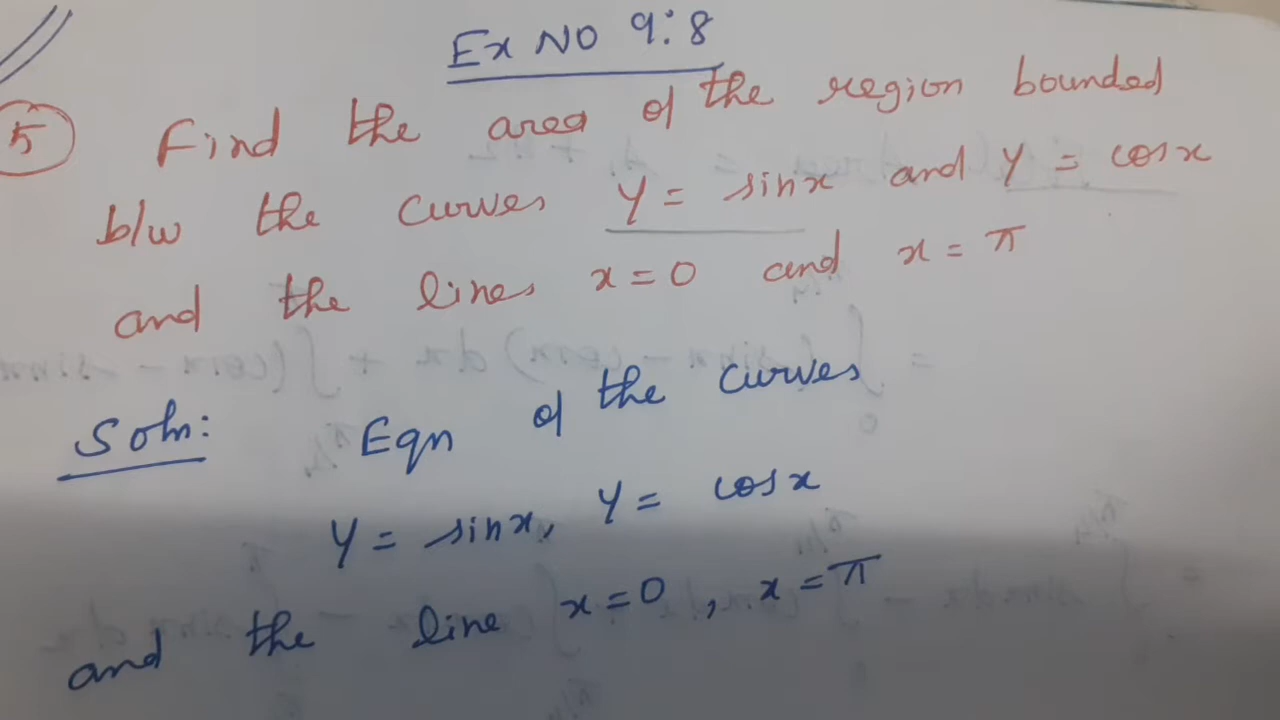 Ex NO 9:8
5 Find the area of the region bounded
b/w the curves y = sinx and y = cosx
and the lines x=0 and x=π
Soln: Eqn of the curves
y = sinx, y = cosx
and the line x=0, x=π